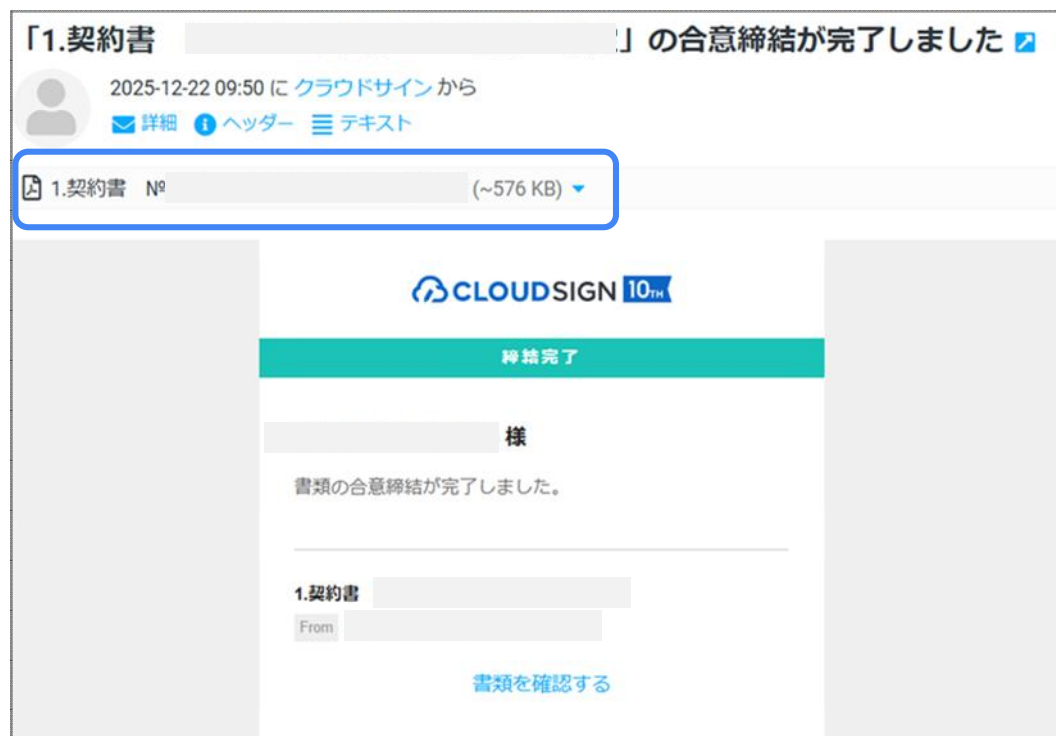 「1.契約書 」の合意締結が完了しました
2025-12-22 09:50 に クラウドサイン から
詳細 ヘッダー テキスト
1.契約書 № (~576 KB)
CLOUDSIGN 10TH
締結完了
様
書類の合意締結が完了しました。
1.契約書
From
書類を確認する